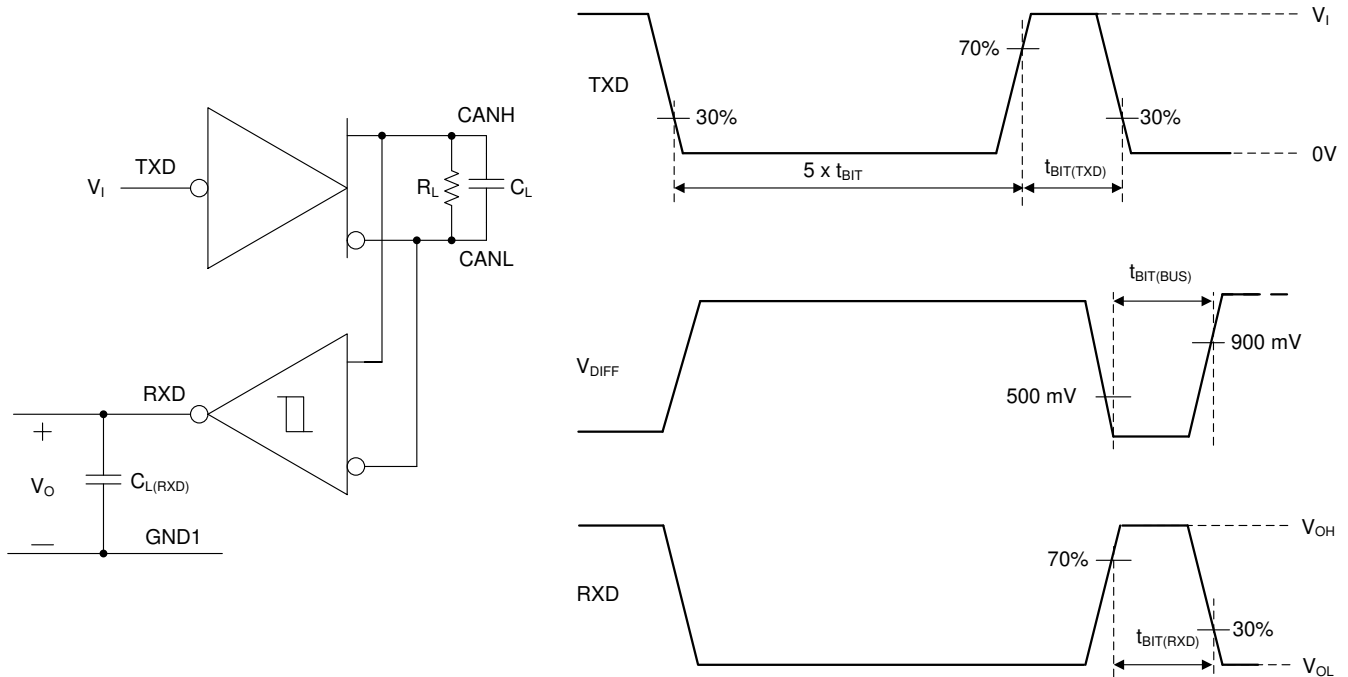 V_I
TXD
CANH
R_L
C_L
CANL
RXD
+
V_O
—
C_L(RXD)
GND1
TXD
30%
70%
30%
V_I
0V
5 x t_BIT
t_BIT(TXD)
V_DIFF
500 mV
t_BIT(BUS)
900 mV
RXD
70%
t_BIT(RXD)
30%
V_OH
V_OL